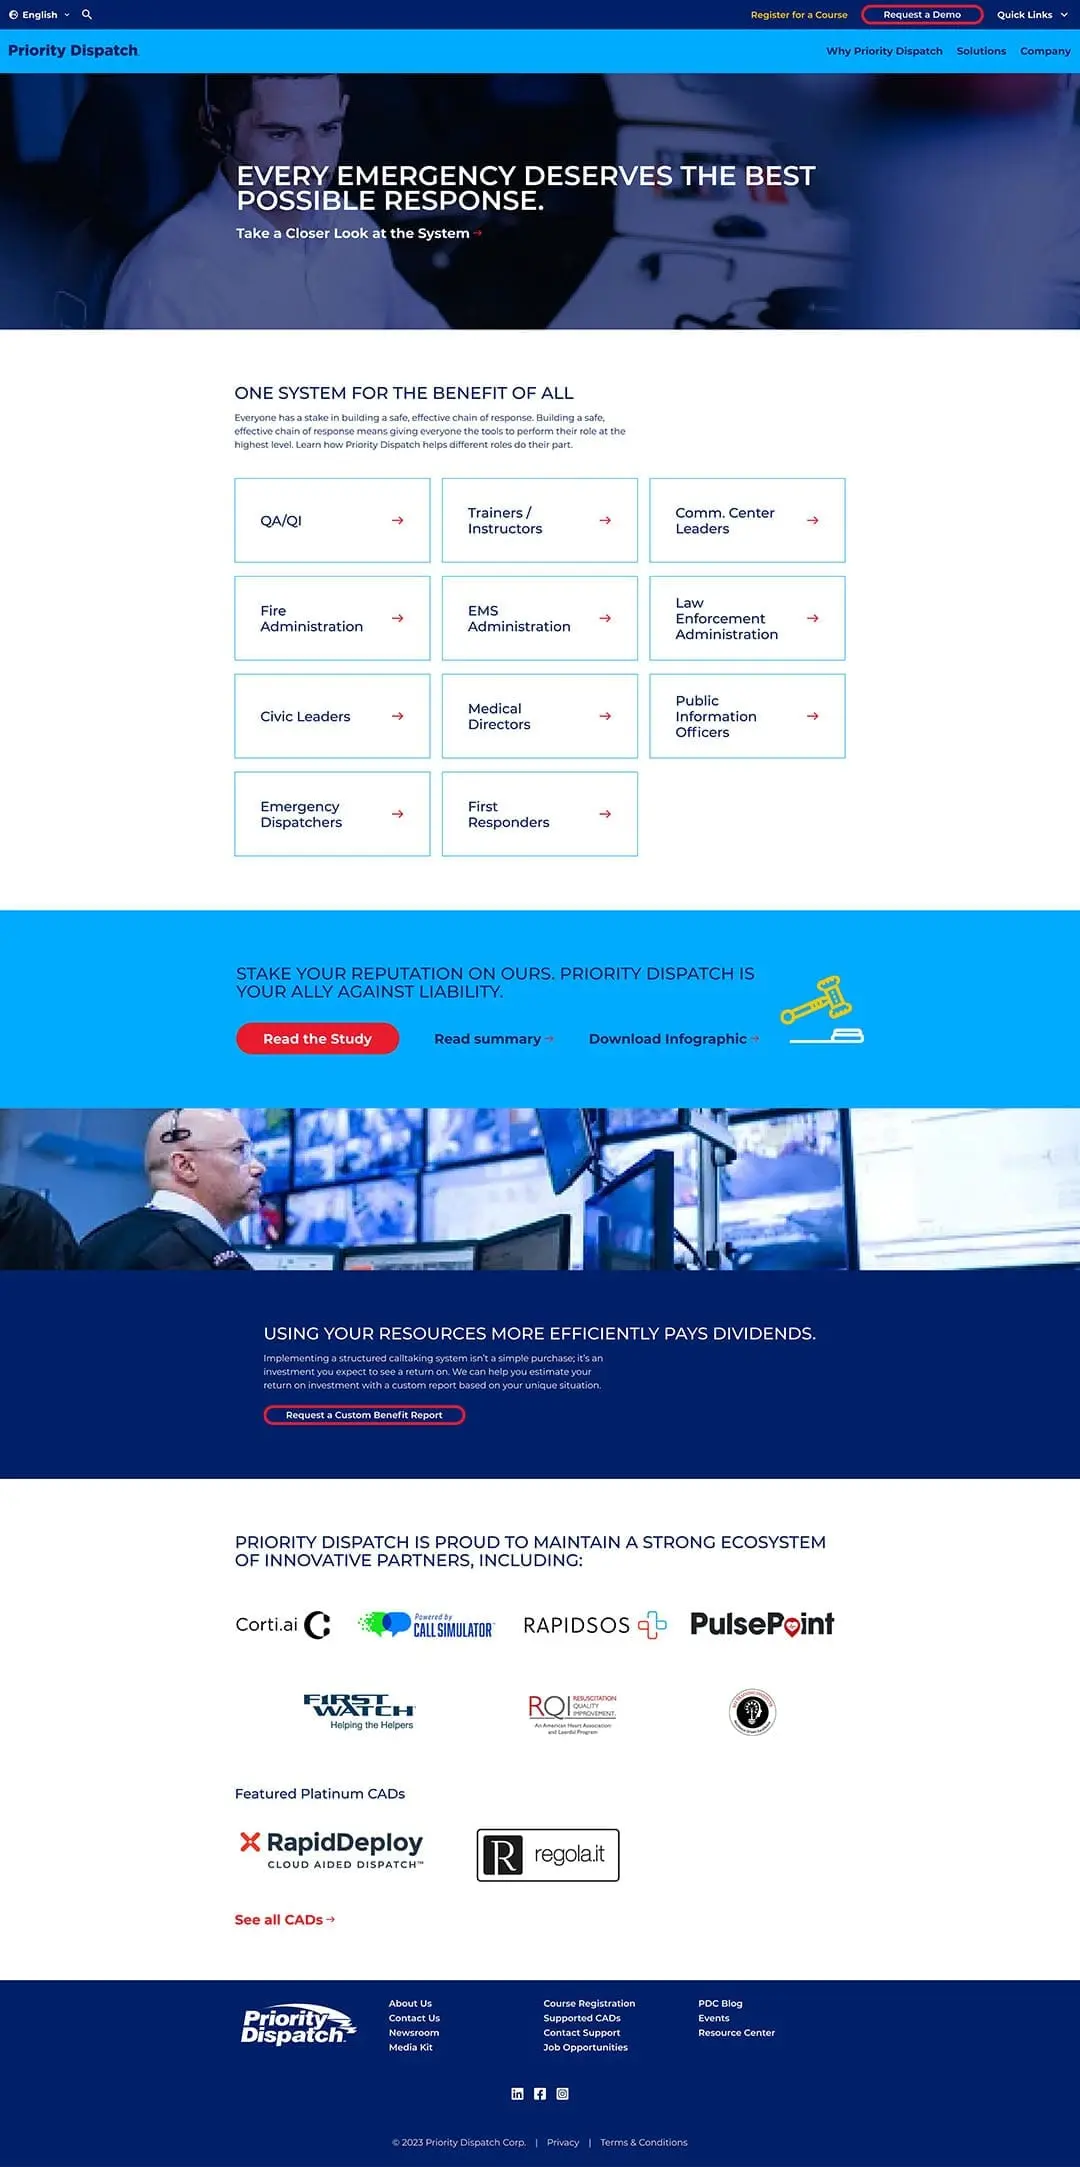 English
Register for a Course
Request a Demo
Quick Links
Priority Dispatch
Why Priority Dispatch
Solutions
Company
EVERY EMERGENCY DESERVES THE BEST
POSSIBLE RESPONSE.
Take a Closer Look at the System
ONE SYSTEM FOR THE BENEFIT OF ALL
Everyone has a stake in building a safe, effective chain of response. Building a safe,
effective chain of response means giving everyone the tools to perform their role at the
highest level. Learn how Priority Dispatch helps different roles do their part.
QA/QI
Trainers /
Instructors
Comm. Center
Leaders
Fire
Administration
EMS
Administration
Law
Enforcement
Administration
Civic Leaders
Medical
Directors
Public
Information
Officers
Emergency
Dispatchers
First
Responders
STAKE YOUR REPUTATION ON OURS. PRIORITY DISPATCH IS
YOUR ALLY AGAINST LIABILITY.
Read the Study
Read summary
Download Infographic
USING YOUR RESOURCES MORE EFFICIENTLY PAYS DIVIDENDS.
Implementing a structured calltaking system isn't a simple purchase; it's an
investment you expect to see a return on. We can help you estimate your
return on investment with a custom report based on your unique situation.
Request a Custom Benefit Report
PRIORITY DISPATCH IS PROUD TO MAINTAIN A STRONG ECOSYSTEM
OF INNOVATIVE PARTNERS, INCLUDING:
Corti.ai
Powered by
CALL SIMULATOR
RAPIDSOS
PulsePoint
FIRST
WATCH
Helping the Helpers
RQI
RESUSCITATION
QUALITY
IMPROVEMENT.
An American Heart Association
and Laerdal Program
Featured Platinum CADs
RapidDeploy
CLOUD AIDED DISPATCH™
R regola.it
See all CADs
Priority
Dispatch
About Us
Contact Us
Newsroom
Media Kit
Course Registration
Supported CADs
Contact Support
Job Opportunities
PDC Blog
Events
Resource Center
© 2023 Priority Dispatch Corp. | Privacy | Terms & Conditions